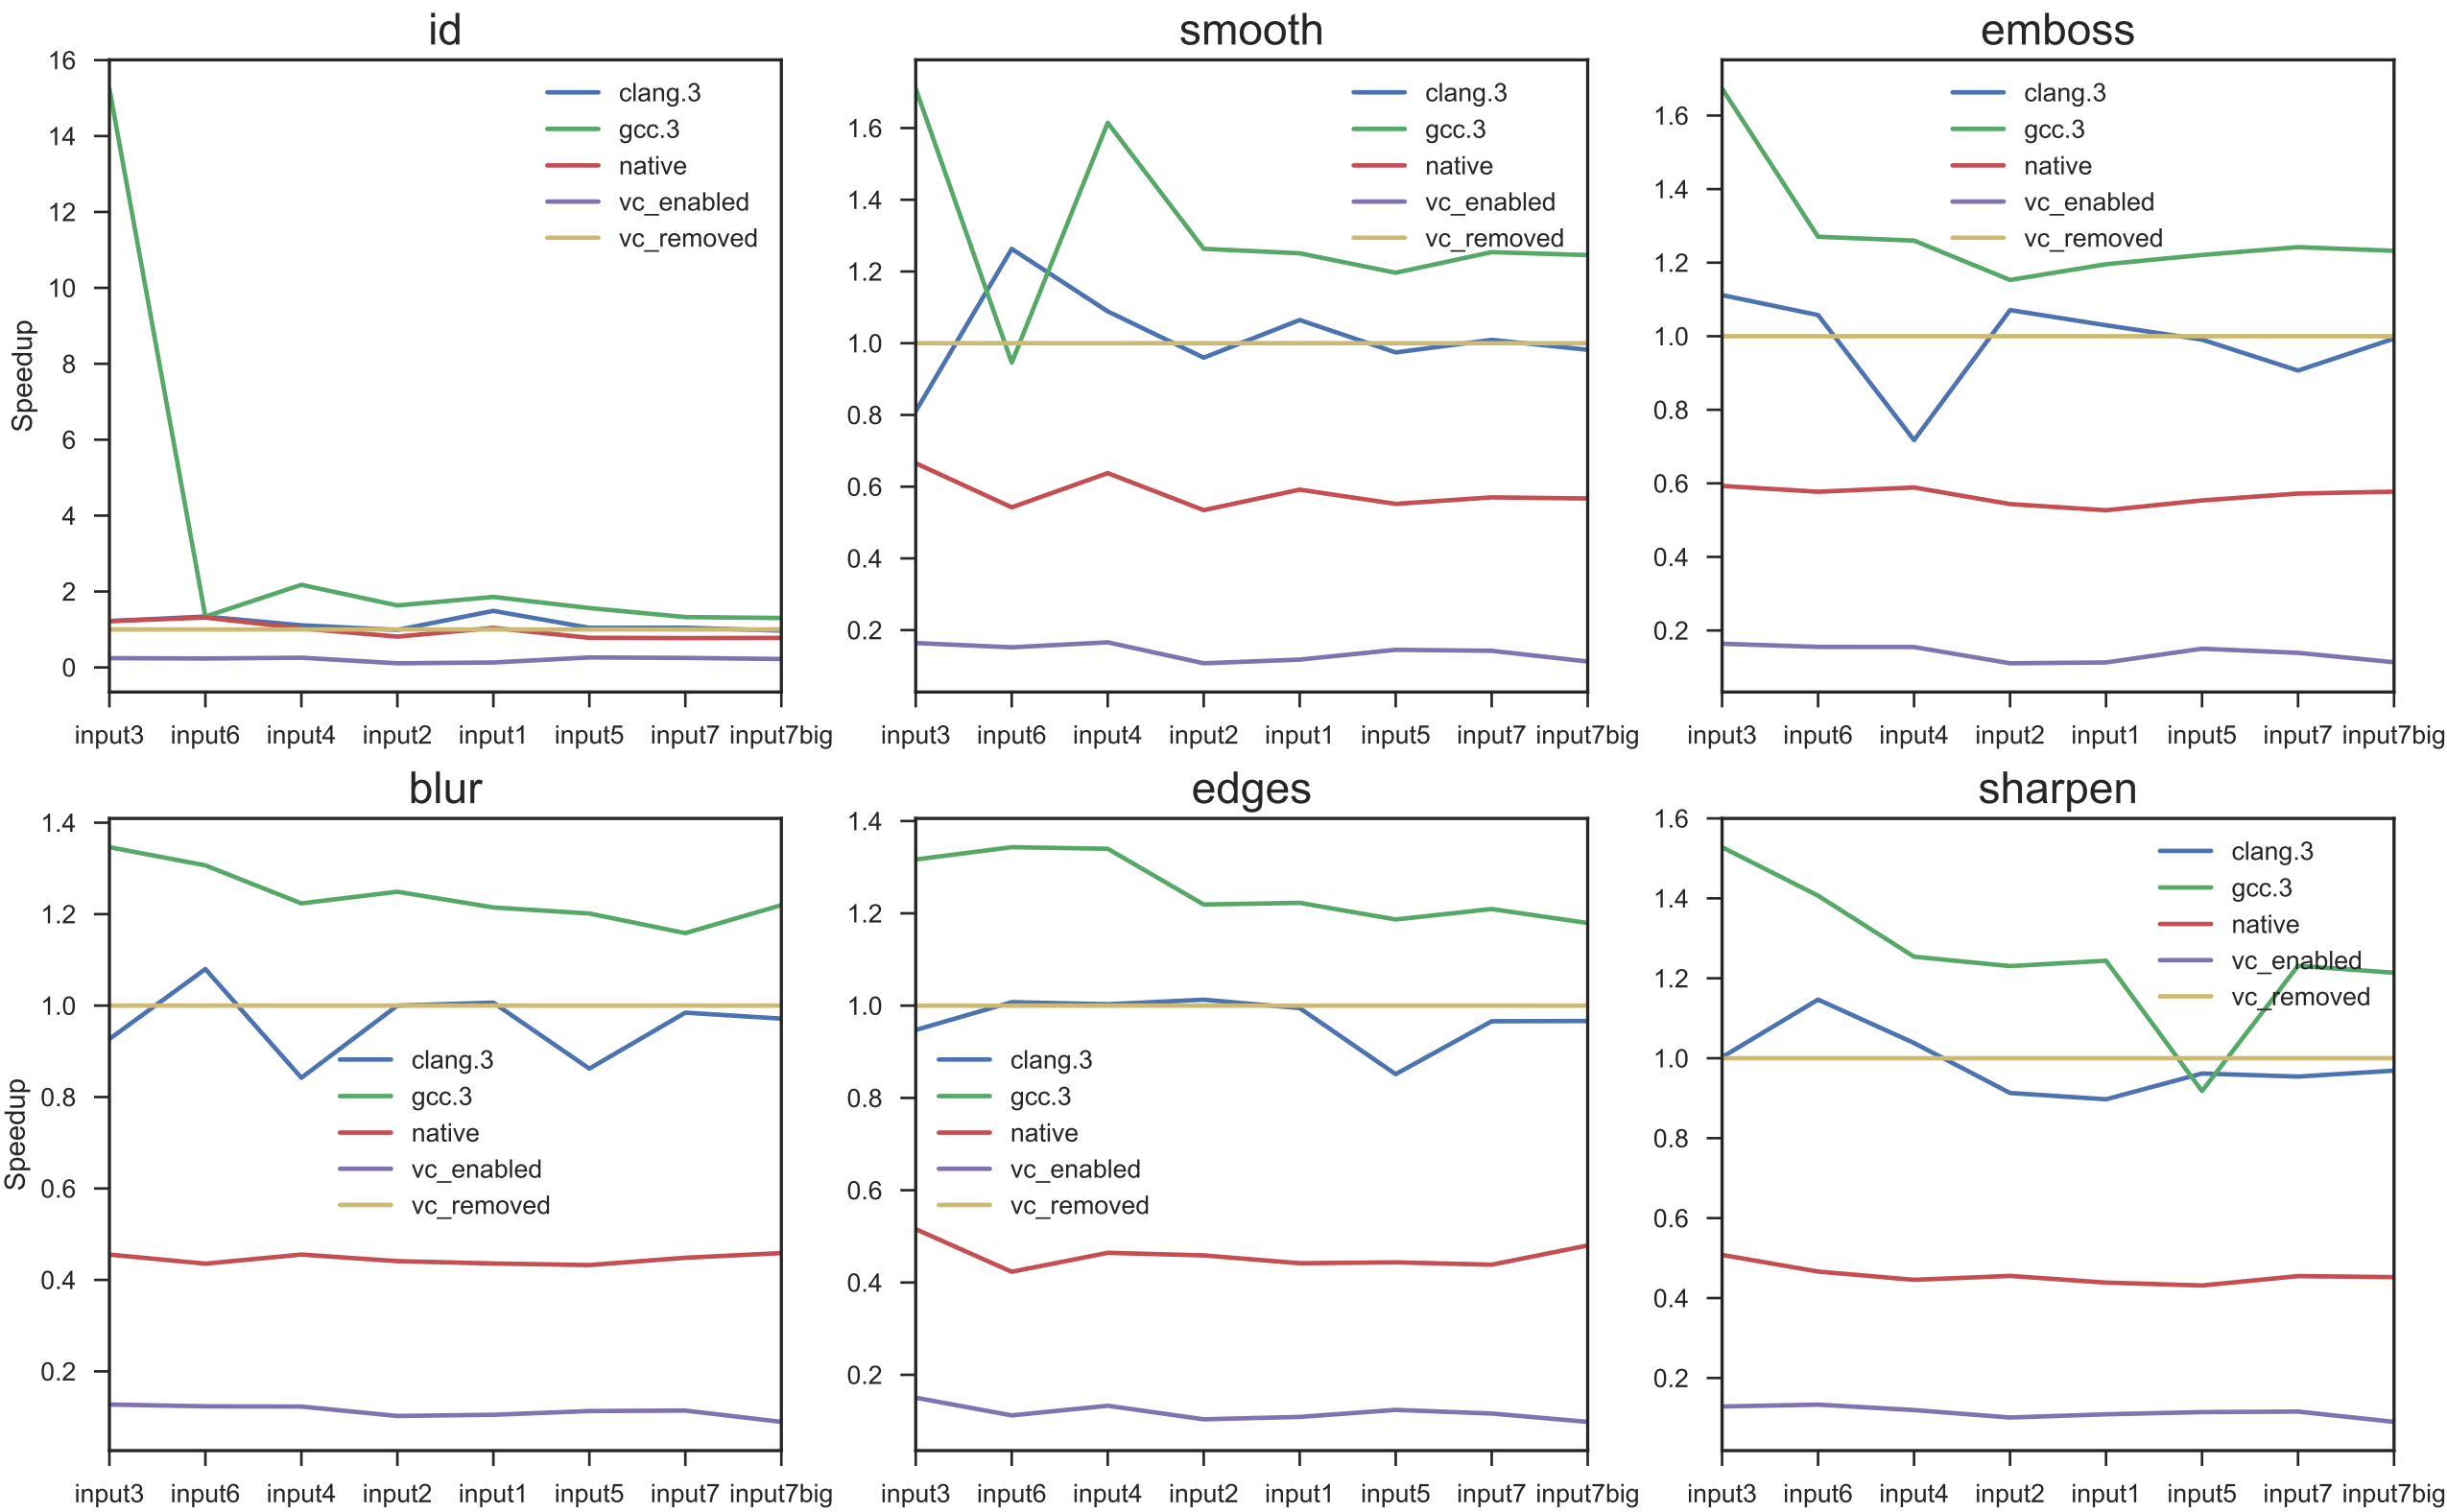 id
16
14
12
10
8
6
4
2
0
Speedup
clang.3
gcc.3
native
vc_enabled
vc_removed
input3 input6 input4 input2 input1 input5 input7 input7big
smooth
1.6
1.4
1.2
1.0
0.8
0.6
0.4
0.2
clang.3
gcc.3
native
vc_enabled
vc_removed
input3 input6 input4 input2 input1 input5 input7 input7big
emboss
1.6
1.4
1.2
1.0
0.8
0.6
0.4
0.2
clang.3
gcc.3
native
vc_enabled
vc_removed
input3 input6 input4 input2 input1 input5 input7 input7big
blur
1.4
1.2
1.0
0.8
0.6
0.4
0.2
Speedup
clang.3
gcc.3
native
vc_enabled
vc_removed
input3 input6 input4 input2 input1 input5 input7 input7big
edges
1.4
1.2
1.0
0.8
0.6
0.4
0.2
clang.3
gcc.3
native
vc_enabled
vc_removed
input3 input6 input4 input2 input1 input5 input7 input7big
sharpen
1.6
1.4
1.2
1.0
0.8
0.6
0.4
0.2
clang.3
gcc.3
native
vc_enabled
vc_removed
input3 input6 input4 input2 input1 input5 input7 input7big